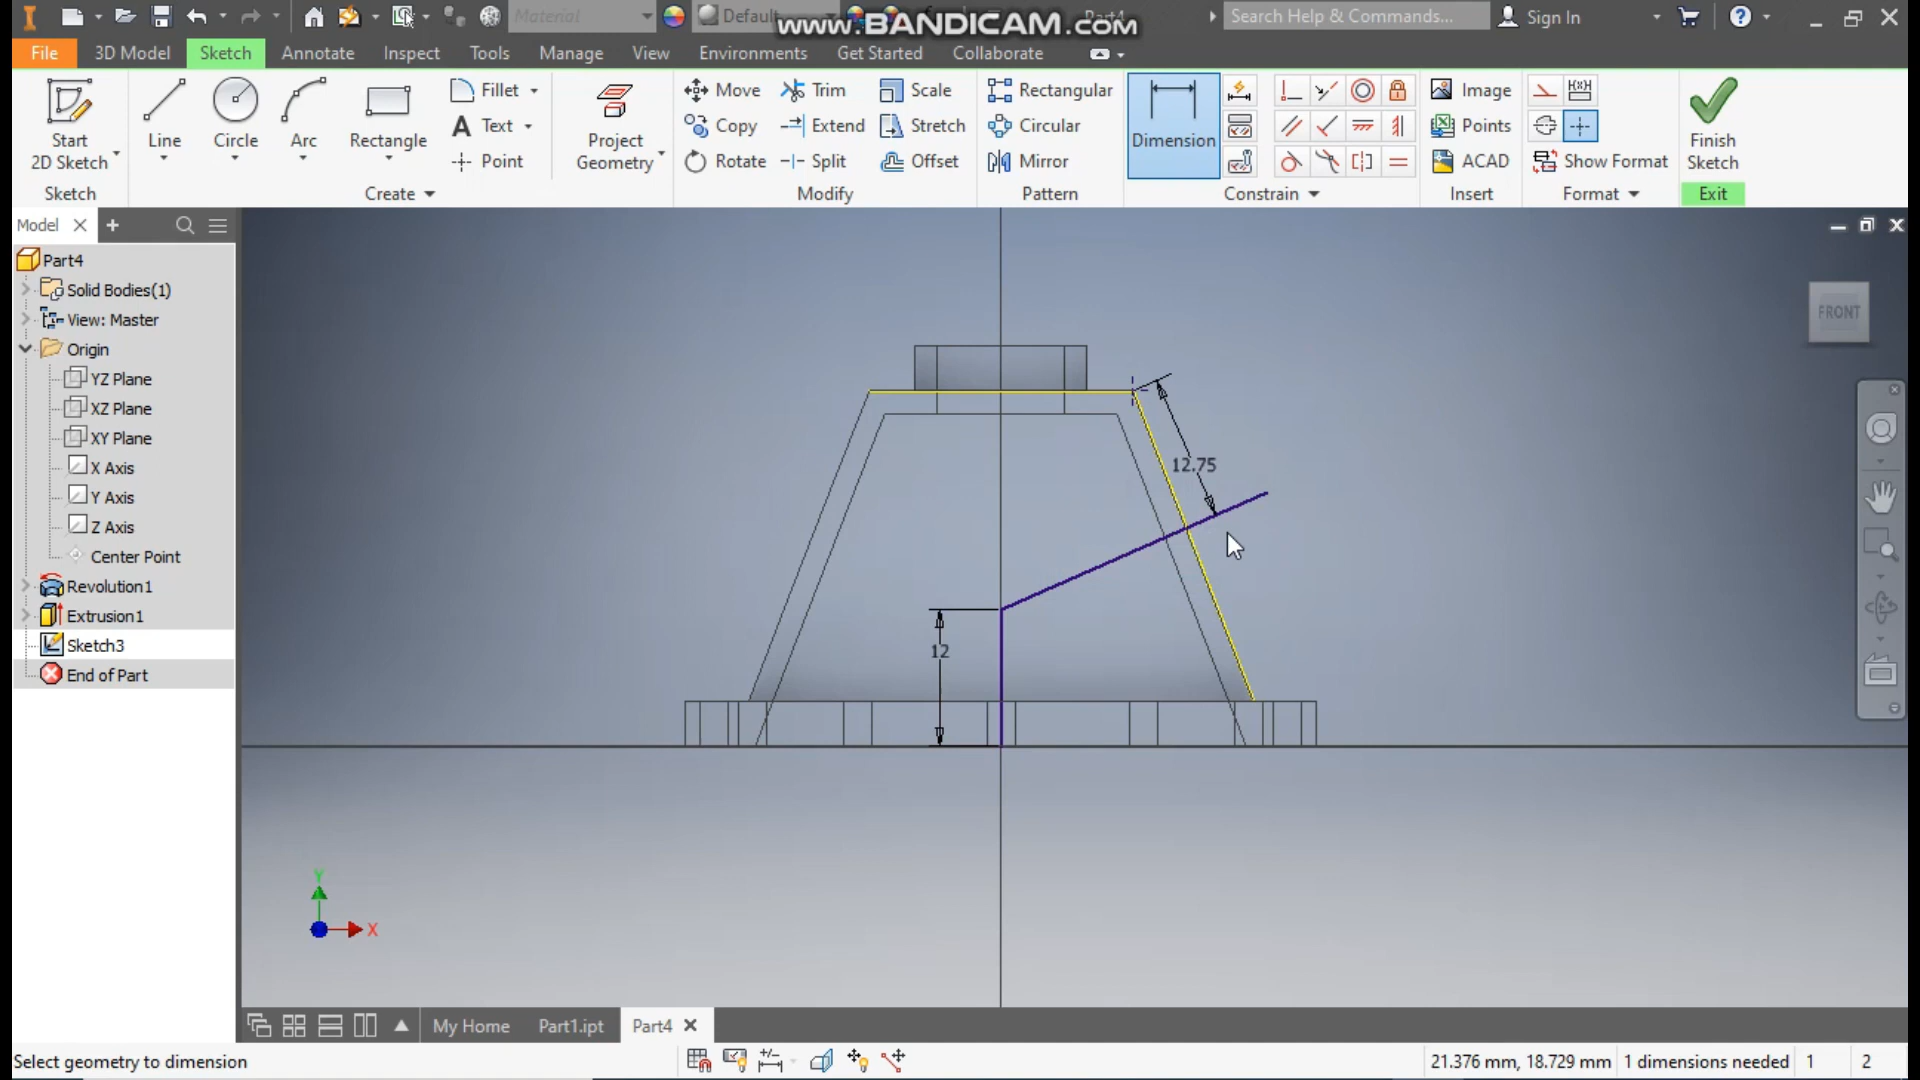 Material
Default
www.BANDICAM.com
Part4
Search Help & Commands...
Sign In
File
3D Model
Sketch
Annotate
Inspect
Tools
Manage
View
Environments
Get Started
Collaborate
Start
2D Sketch
Line
Circle
Arc
Rectangle
Fillet
Text
Point
Project
Geometry
Move
Copy
Rotate
Trim
Extend
Split
Scale
Stretch
Offset
Rectangular
Circular
Mirror
Dimension
Image
Points
ACAD
Show Format
Finish
Sketch
Sketch
Create
Modify
Pattern
Constrain
Insert
Format
Exit
Model
Part4
Solid Bodies(1)
View: Master
Origin
YZ Plane
XZ Plane
XY Plane
X Axis
Y Axis
Z Axis
Center Point
Revolution1
Extrusion1
Sketch3
End of Part
FRONT
12.75
12
Y
X
My Home
Part1.ipt
Part4
Select geometry to dimension
21.376 mm, 18.729 mm
1 dimensions needed
1
2